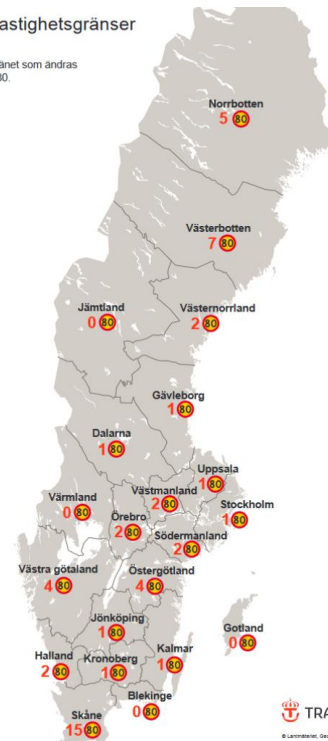 astighetsgränser
änet som ändras
80.
Norrbotten
5 80
Västerbotten
7 80
Jämtland
0 80
Västernorrland
2 80
Gävleborg
1 80
Dalarna
1 80
Uppsala
1 80
Värmland
0 80
Västmanland
2 80
Stockholm
1 80
Örebro
2 80
Södermanland
2 80
Västra götaland
4 80
Östergötland
4 80
Jönköping
1 80
Gotland
0 80
Halland
2 80
Kronoberg
1 80
Kalmar
1 80
Blekinge
0 80
Skåne
15 80
TRA
© Lantmäteriet, Geo